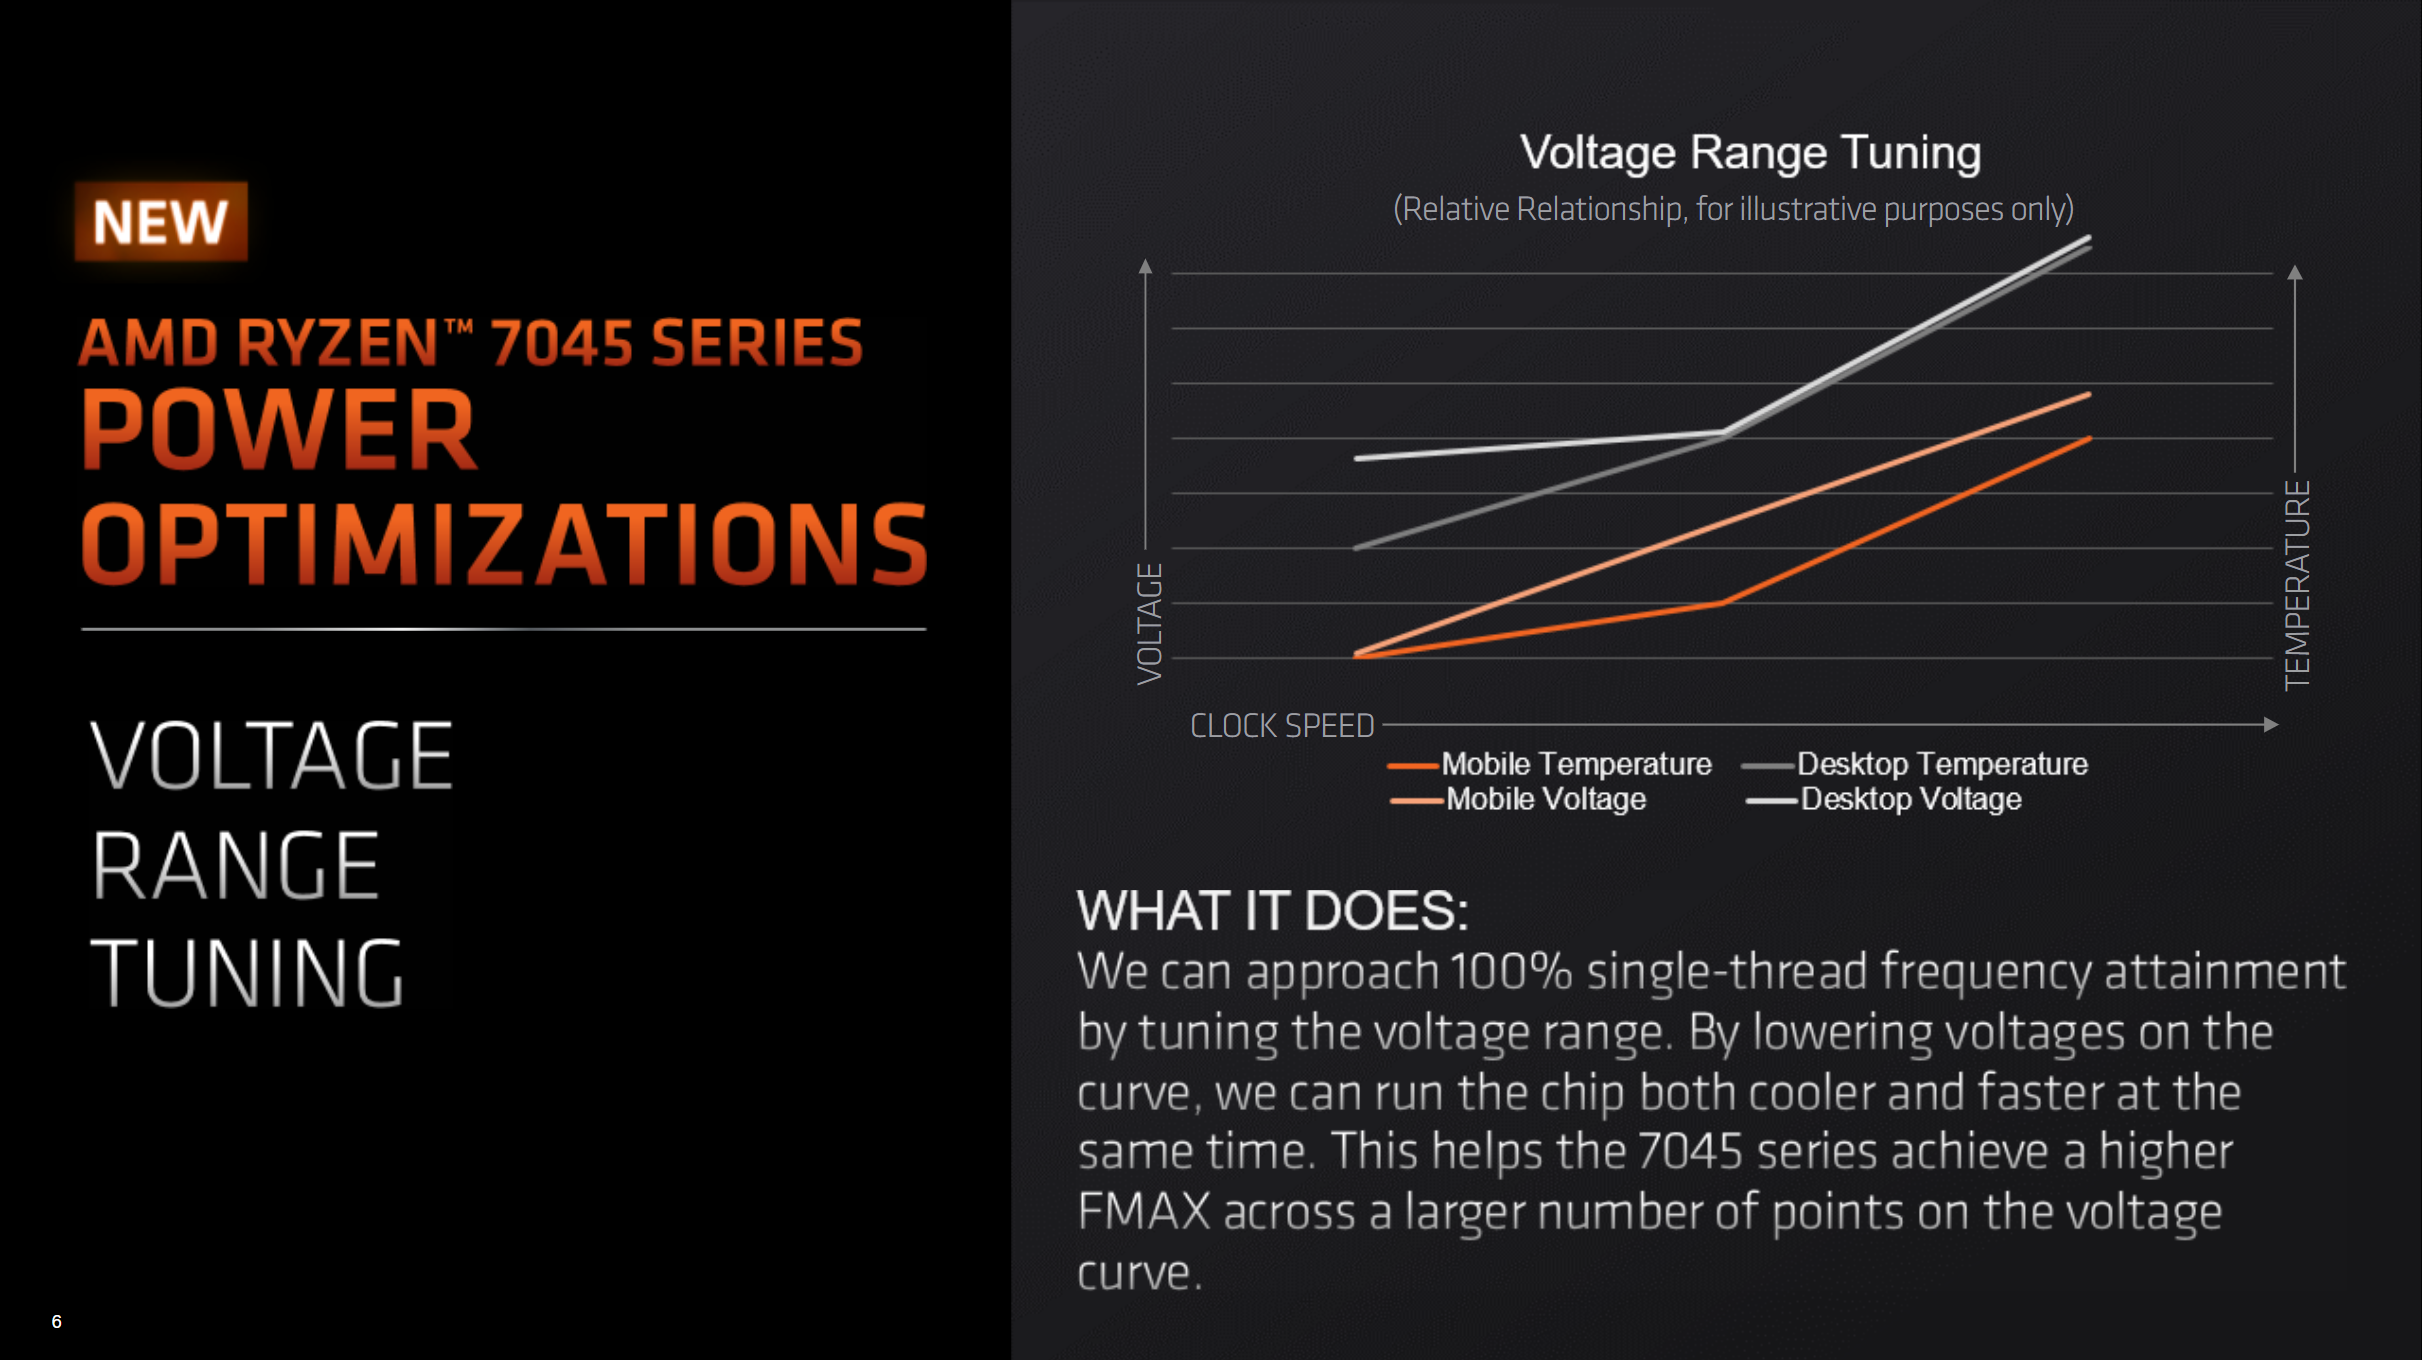 NEW
AMD RYZEN™ 7045 SERIES
POWER
OPTIMIZATIONS
VOLTAGE
RANGE
TUNING
6
Voltage Range Tuning
(Relative Relationship, for illustrative purposes only)
VOLTAGE
TEMPERATURE
CLOCK SPEED
Mobile Temperature
Desktop Temperature
Mobile Voltage
Desktop Voltage
WHAT IT DOES:
We can approach 100% single-thread frequency attainment
by tuning the voltage range. By lowering voltages on the
curve, we can run the chip both cooler and faster at the
same time. This helps the 7045 series achieve a higher
FMAX across a larger number of points on the voltage
curve.